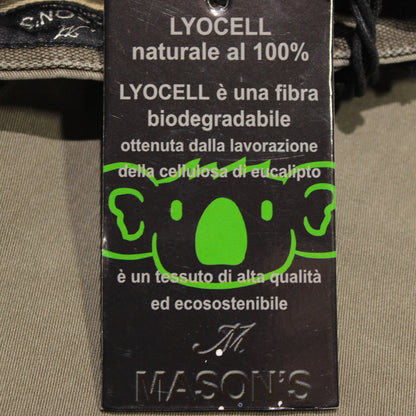 LYOCELL
naturale al 100%
LYOCELL è una fibra
biodegradabile
ottenuta dalla lavorazione
della cellulosa di eucalipto
è un tessuto di alta qualità
ed ecosostenibile
M
MASON'S